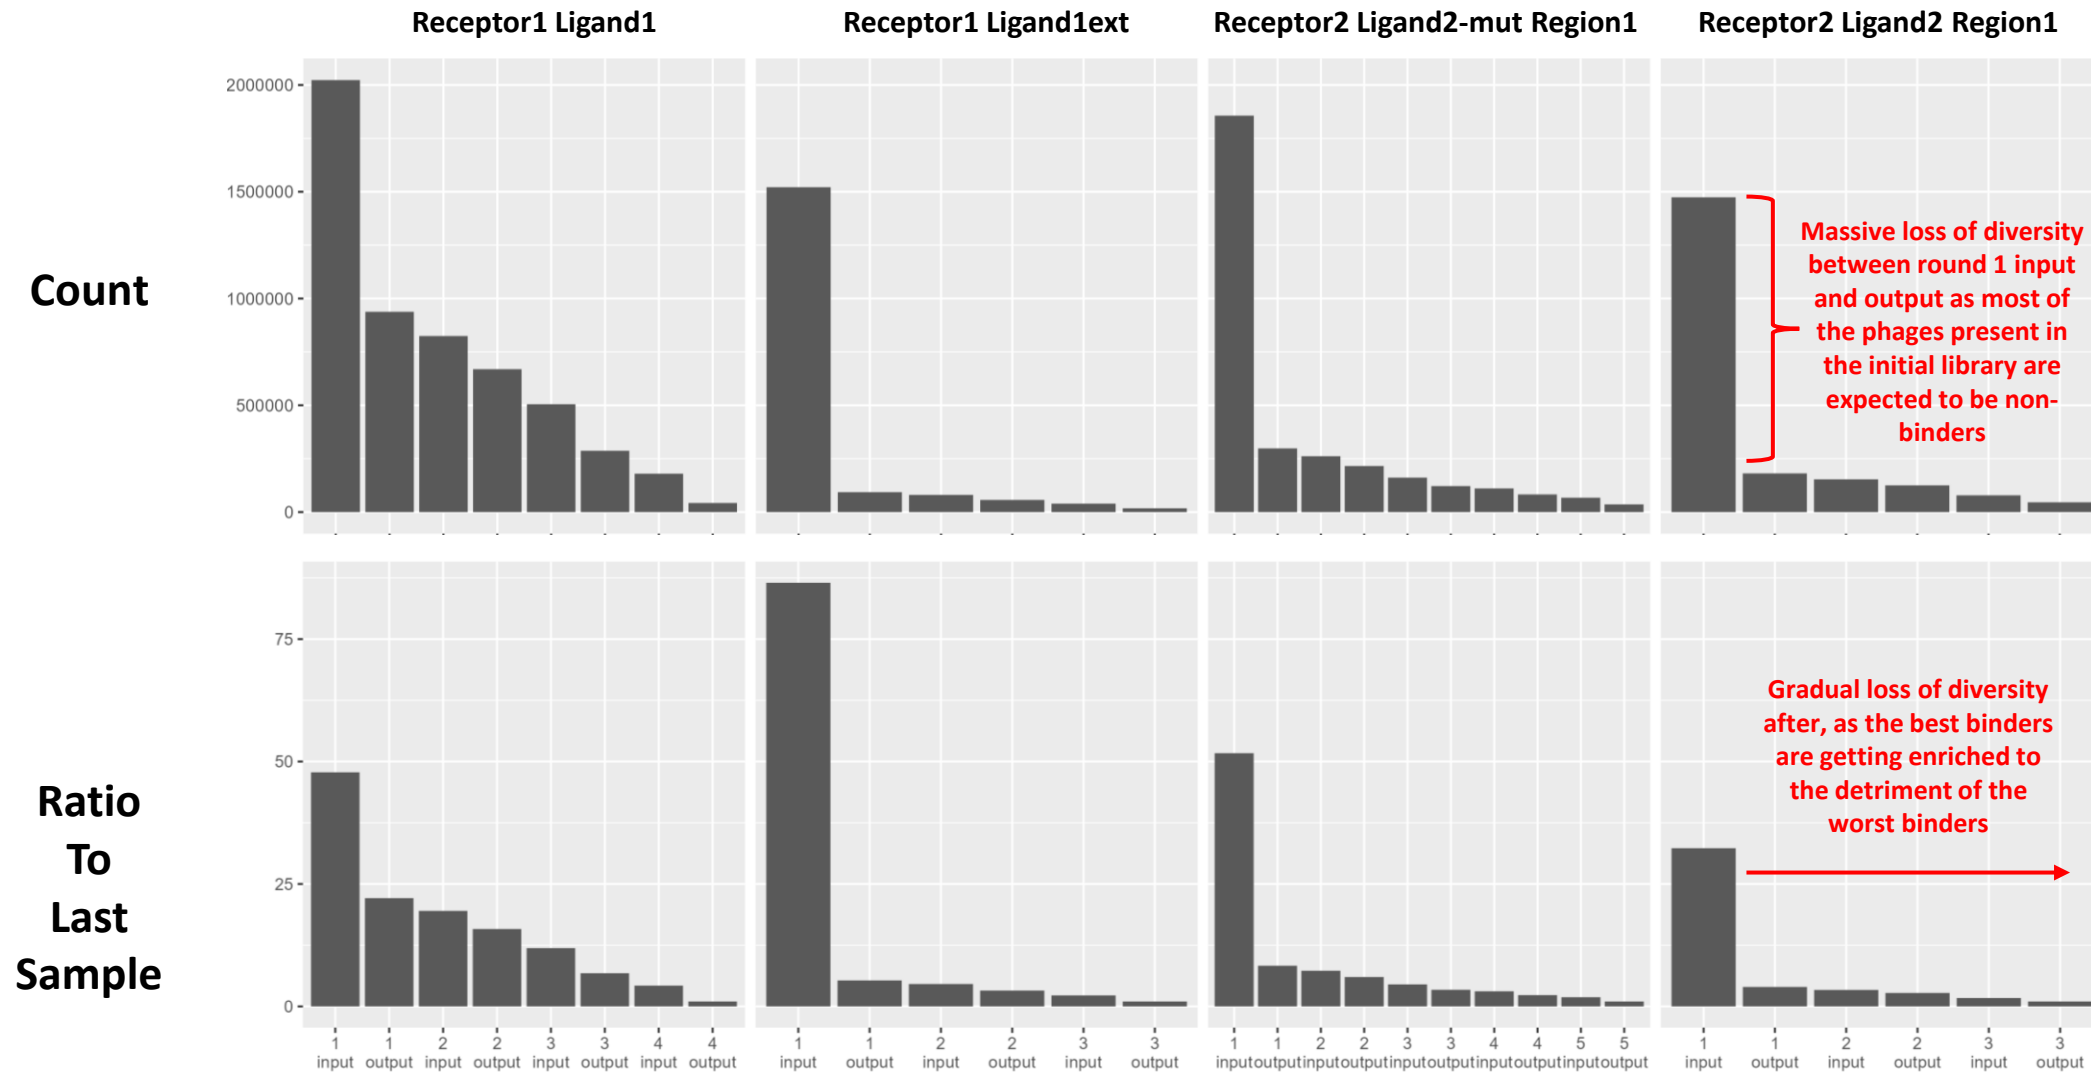 Receptor1 Ligand1
Receptor1 Ligand1ext
Receptor2 Ligand2-mut Region1
Receptor2 Ligand2 Region1
Count
2000000
1500000
1000000
500000
0
Massive loss of diversity
between round 1 input
and output as most of
the phages present in
the initial library are
expected to be non-
binders
Ratio
To
Last
Sample
75
50
25
0
Gradual loss of diversity
after, as the best binders
are getting enriched to
the detriment of the
worst binders
1 1 2 2 3 3 4 4
input output input output input output input output
1 1 2 2 3 3
input output input output input output
1 1 2 2 3 3 4 4 5 5
input output input output input output input output input output
1 1 2 2 3 3
input output input output input output